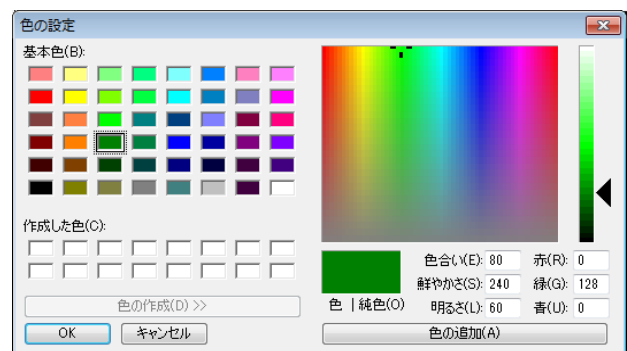 色の設定
基本色(B):
作成した色(C):
色の作成(D) >>
OK キャンセル
色 | 純色(O)
色合い(E): 80 赤(R): 0
鮮やかさ(S): 240 緑(G): 128
明るさ(L): 60 青(U): 0
色の追加(A)